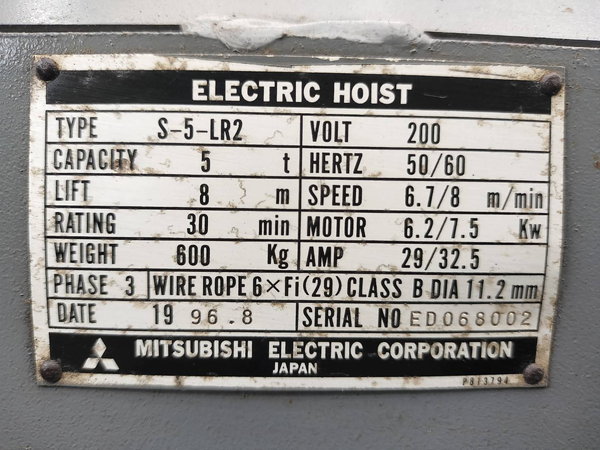 ELECTRIC HOIST
TYPE S-5-LR2 VOLT 200
CAPACITY 5 t HERTZ 50/60
LIFT 8 m SPEED 6.7/8 m/min
RATING 30 min MOTOR 6.2/7.5 Kw
WEIGHT 600 Kg AMP 29/32.5
PHASE 3 WIRE ROPE 6×Fi(29) CLASS B DIA 11.2 mm
DATE 19 96.8 SERIAL NO ED068002
MITSUBISHI ELECTRIC CORPORATION
JAPAN
P813794